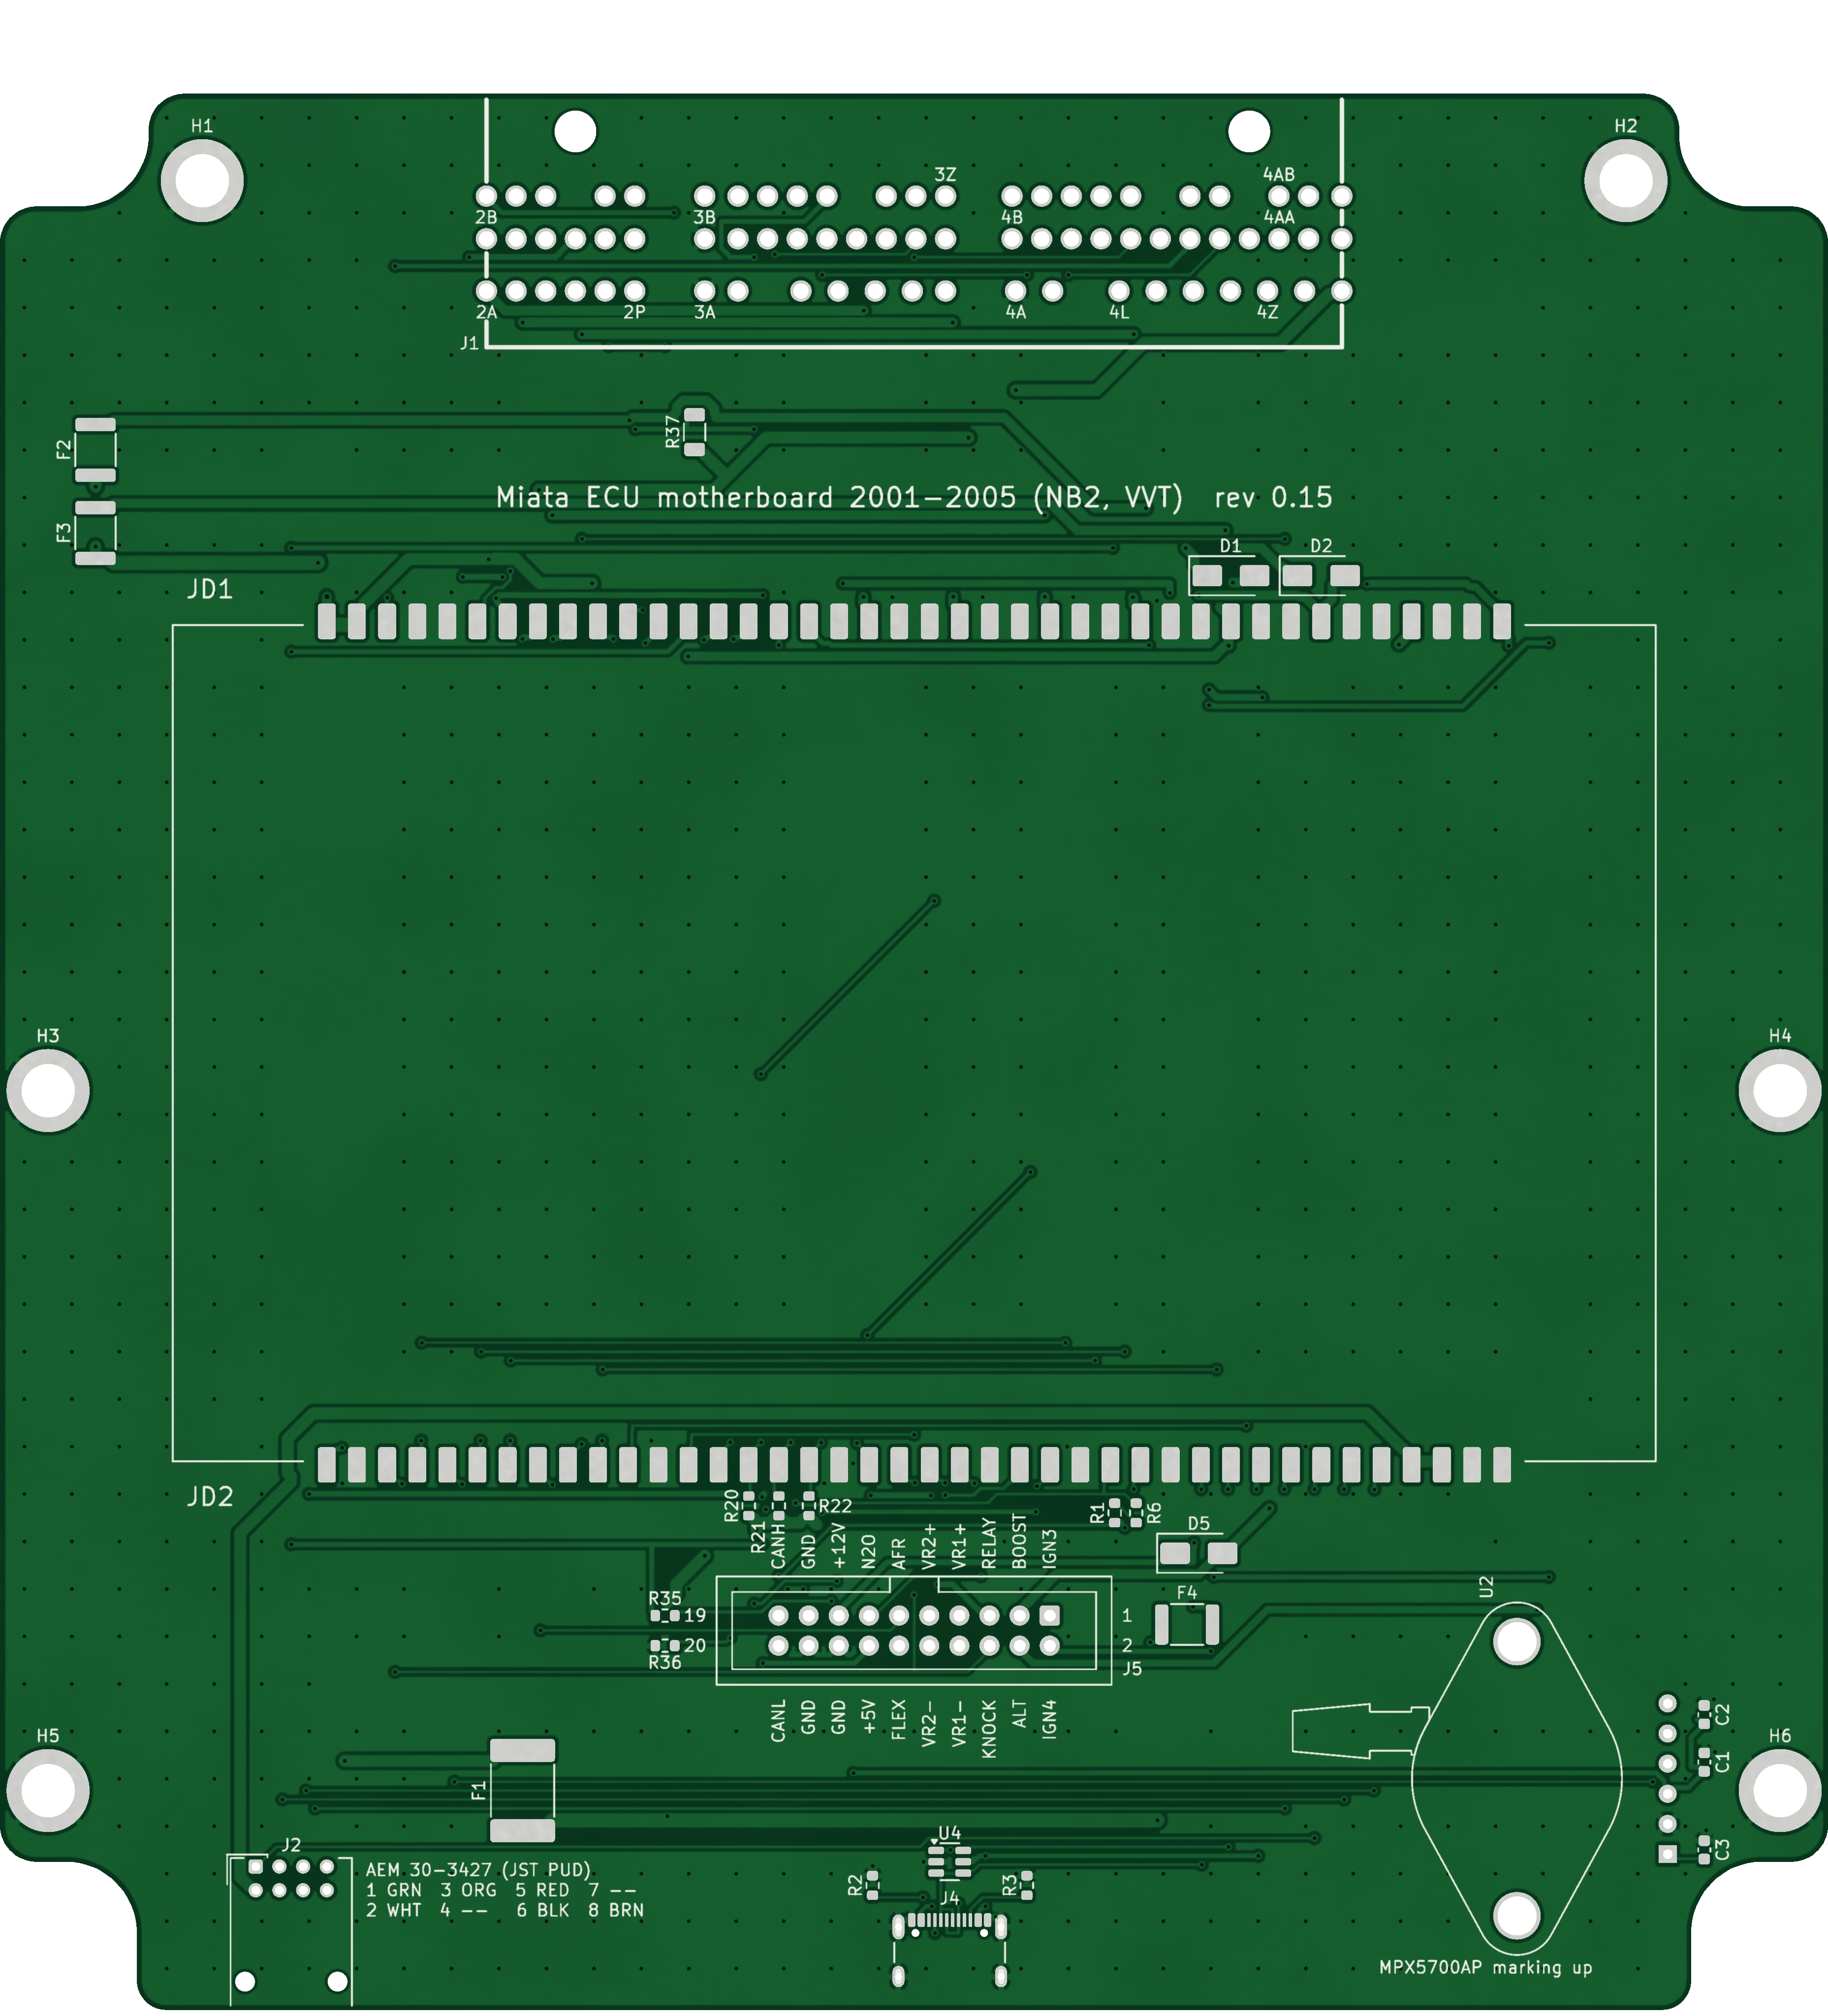 H1
H2
3Z
4AB
2B
3B
4B
4AA
2A
2P
3A
4A
4L
4Z
J1
F2
R37
Miata ECU motherboard 2001-2005 (NB2, VVT) rev 0.15
F3
D1
D2
JD1
H3
H4
JD2
R20
R21
R22
R1
R6
CANH
GND
+12V
N2O
AFR
VR2+
VR1+
RELAY
BOOST
IGN3
D5
F4
U2
R35
19
1
20
2
R36
J5
CANL
GND
GND
+5V
FLEX
VR2-
VR1-
KNOCK
ALT
IGN4
H5
C2
H6
C1
F1
J2
U4
C3
AEM 30-3427 (JST PUD)
1 GRN 3 ORG 5 RED 7 --
2 WHT 4 -- 6 BLK 8 BRN
R2
R3
J4
MPX5700AP marking up